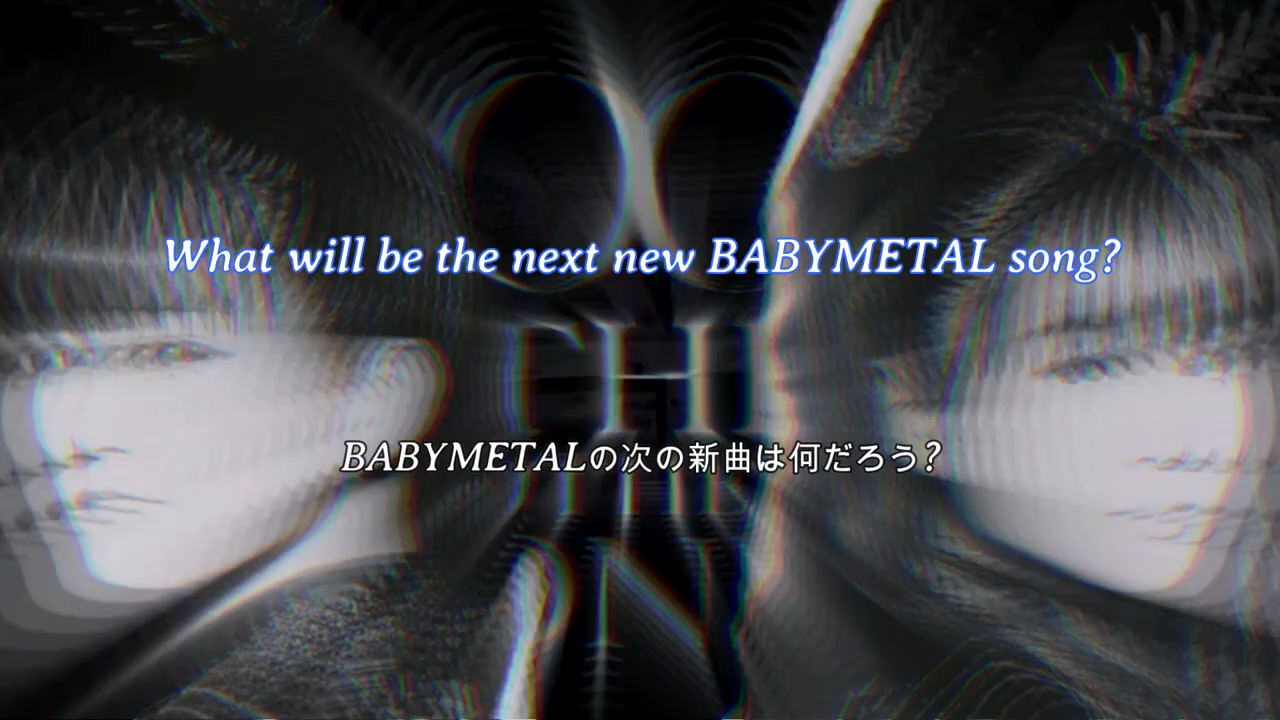 What will be the next new BABYMETAL song?
BABYMETALの次の新曲は何だろう?